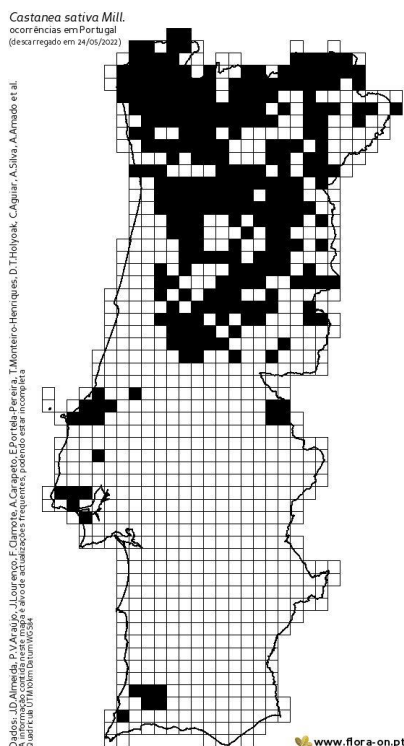 Castanea sativa Mill.
ocorrências em Portugal
(descarregado em 24/05/2022)
Dados: J.D.Almeida, P.V.Araújo, J.Lourenço, F.Clamote, A.Carapeto, E.Portela-Pereira, T.Monteiro-Henriques, D.T.Holyoak, C.Aguiar, A.Silva, A.Amado et al.
A informação contida neste mapa é alvo de actualizações frequentes, podendo estar incompleta
Quadrícula UTM 10km Datum WGS84
www.flora-on.pt